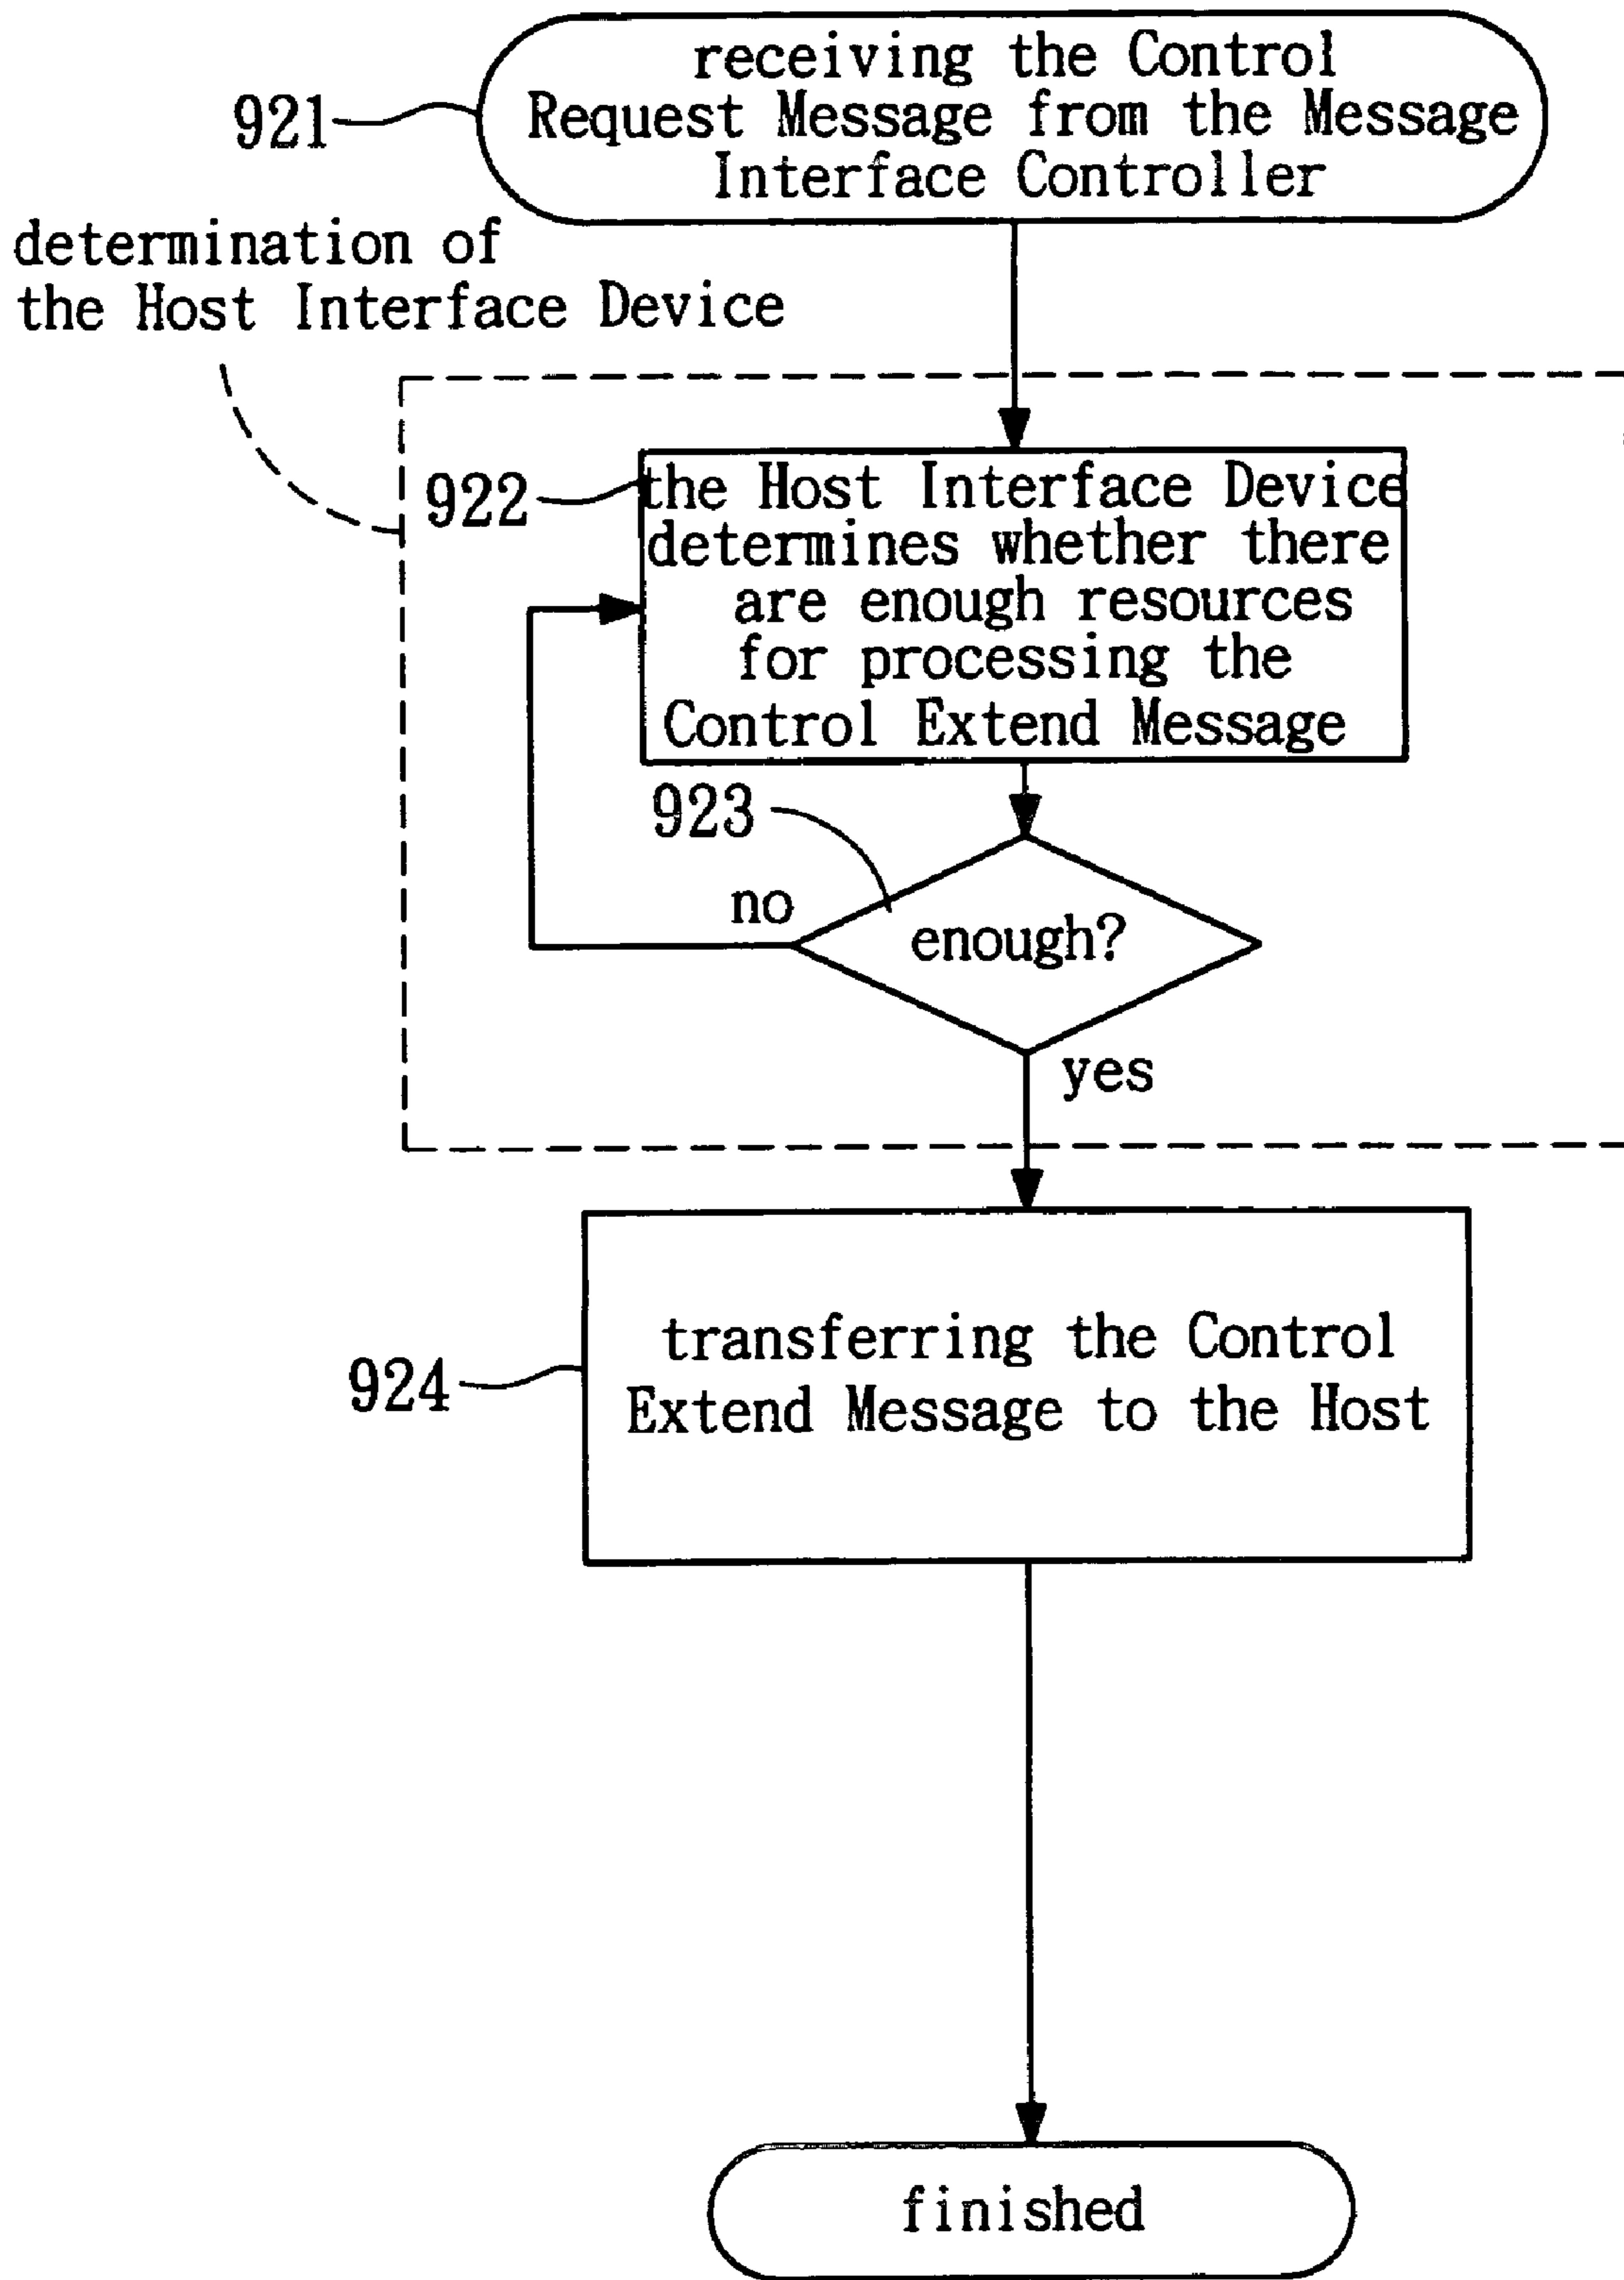 receiving the Control
Request Message from the Message
Interface Controller
921
determination of
the Host Interface Device
922
the Host Interface Device
determines whether there
are enough resources
for processing the
Control Extend Message
923
no
enough?
yes
924
transferring the Control
Extend Message to the Host
finished